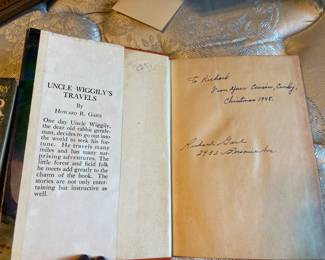 UNCLE WIGGILY'S
TRAVELS
By
HOWARD R. GARIS
One day Uncle Wiggily,
the dear old rabbit gentle-
man, decides to go out into
the world to seek his for-
tune. He travels many
miles and has many sur-
prising adventures. The
little forest and field folk
he meets add greatly to the
charm of the book. The
stories are not only enter-
taining but instructive as
well.
To Richard
From your Cousin,
Christmas 1948.
Richard